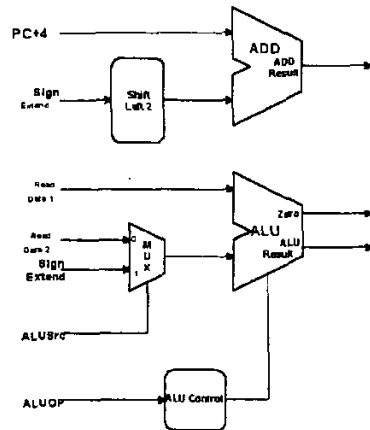 PC+4
ADD
ADD
Result
Sign
Extend
Shift
Left 2
Read
Data 1
Zero
ALU
ALU
Result
Read
Data 2
0
MUX
Sign
Extend
1
ALUSrc
ALUOP
ALU Control